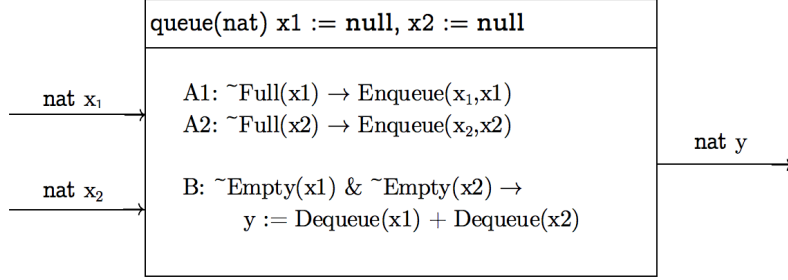 queue(nat) x1 := null, x2 := null
nat x₁
A1: ~Full(x1) → Enqueue(x₁,x1)
A2: ~Full(x2) → Enqueue(x₂,x2)
nat y
nat x₂
B: ~Empty(x1) & ~Empty(x2) →
y := Dequeue(x1) + Dequeue(x2)